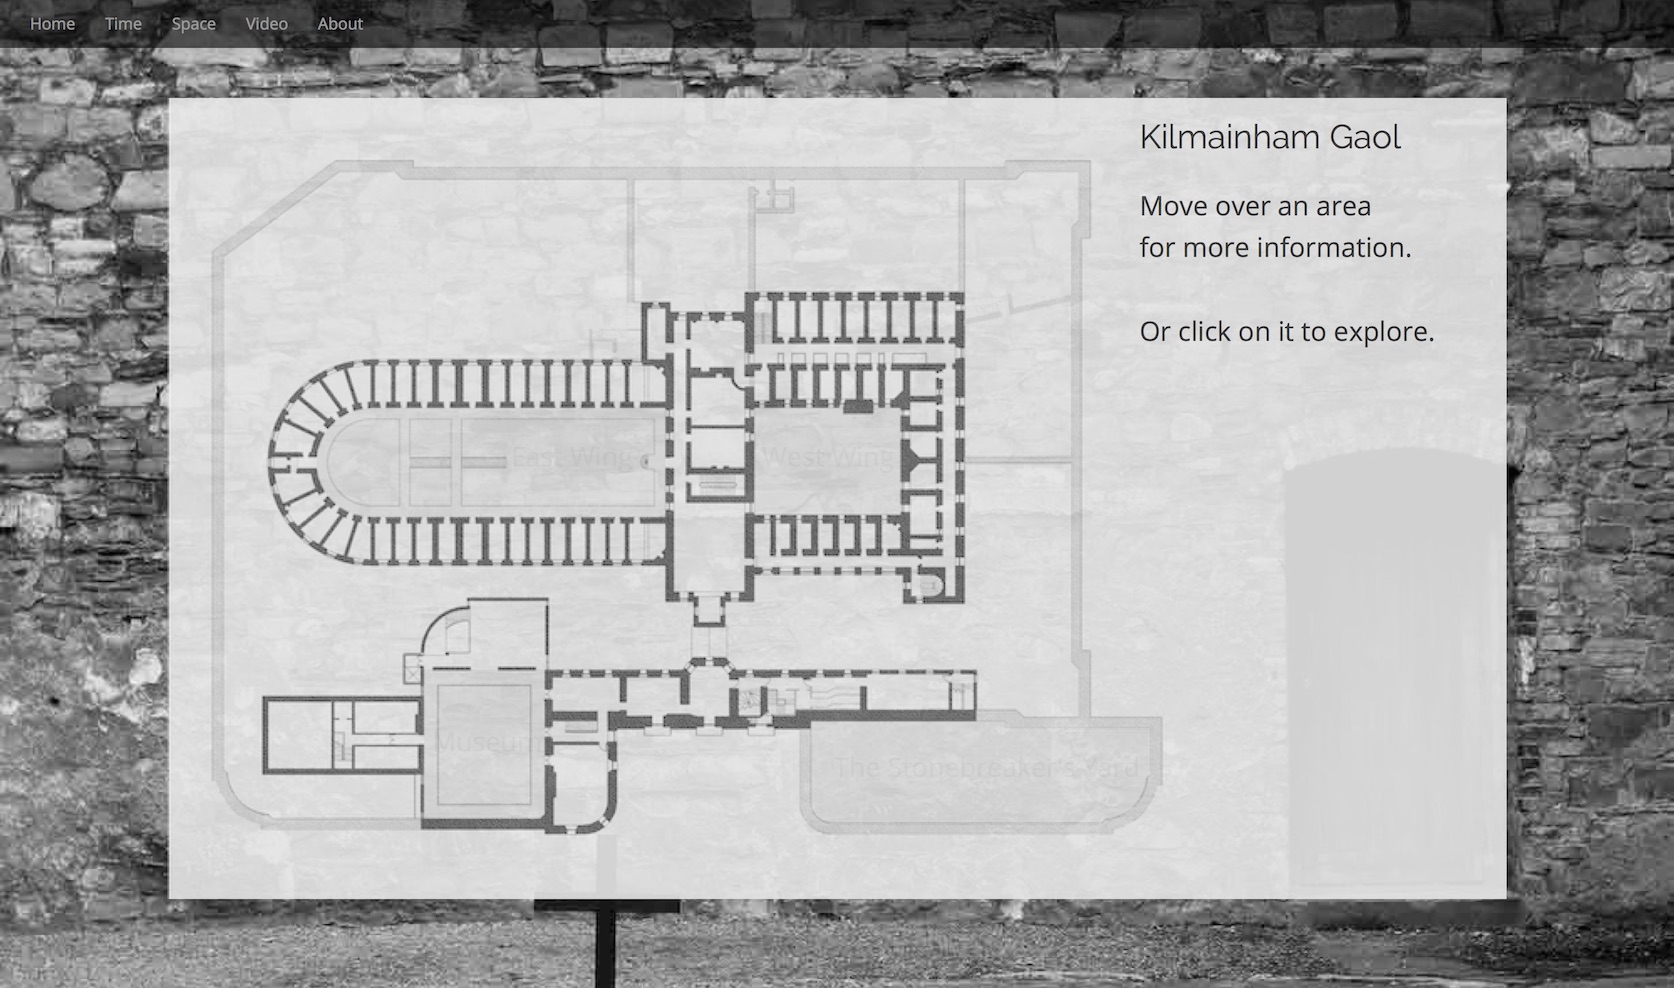 Home Time Space Video About
Kilmainham Gaol
Move over an area
for more information.
Or click on it to explore.
East Wing
West Wing
Museum
The Stonebreaker's Yard